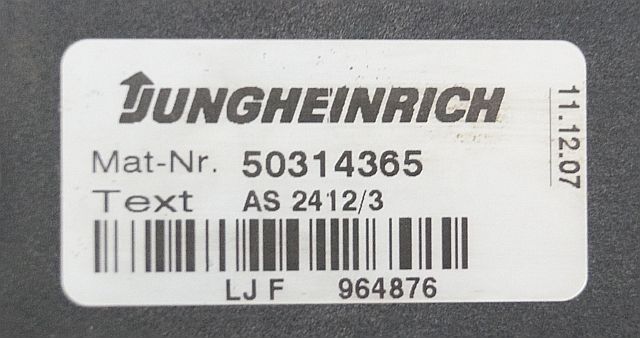 JUNGHEINRICH
Mat-Nr. 50314365
Text AS 2412/3
LJ F 964876
11.12.07